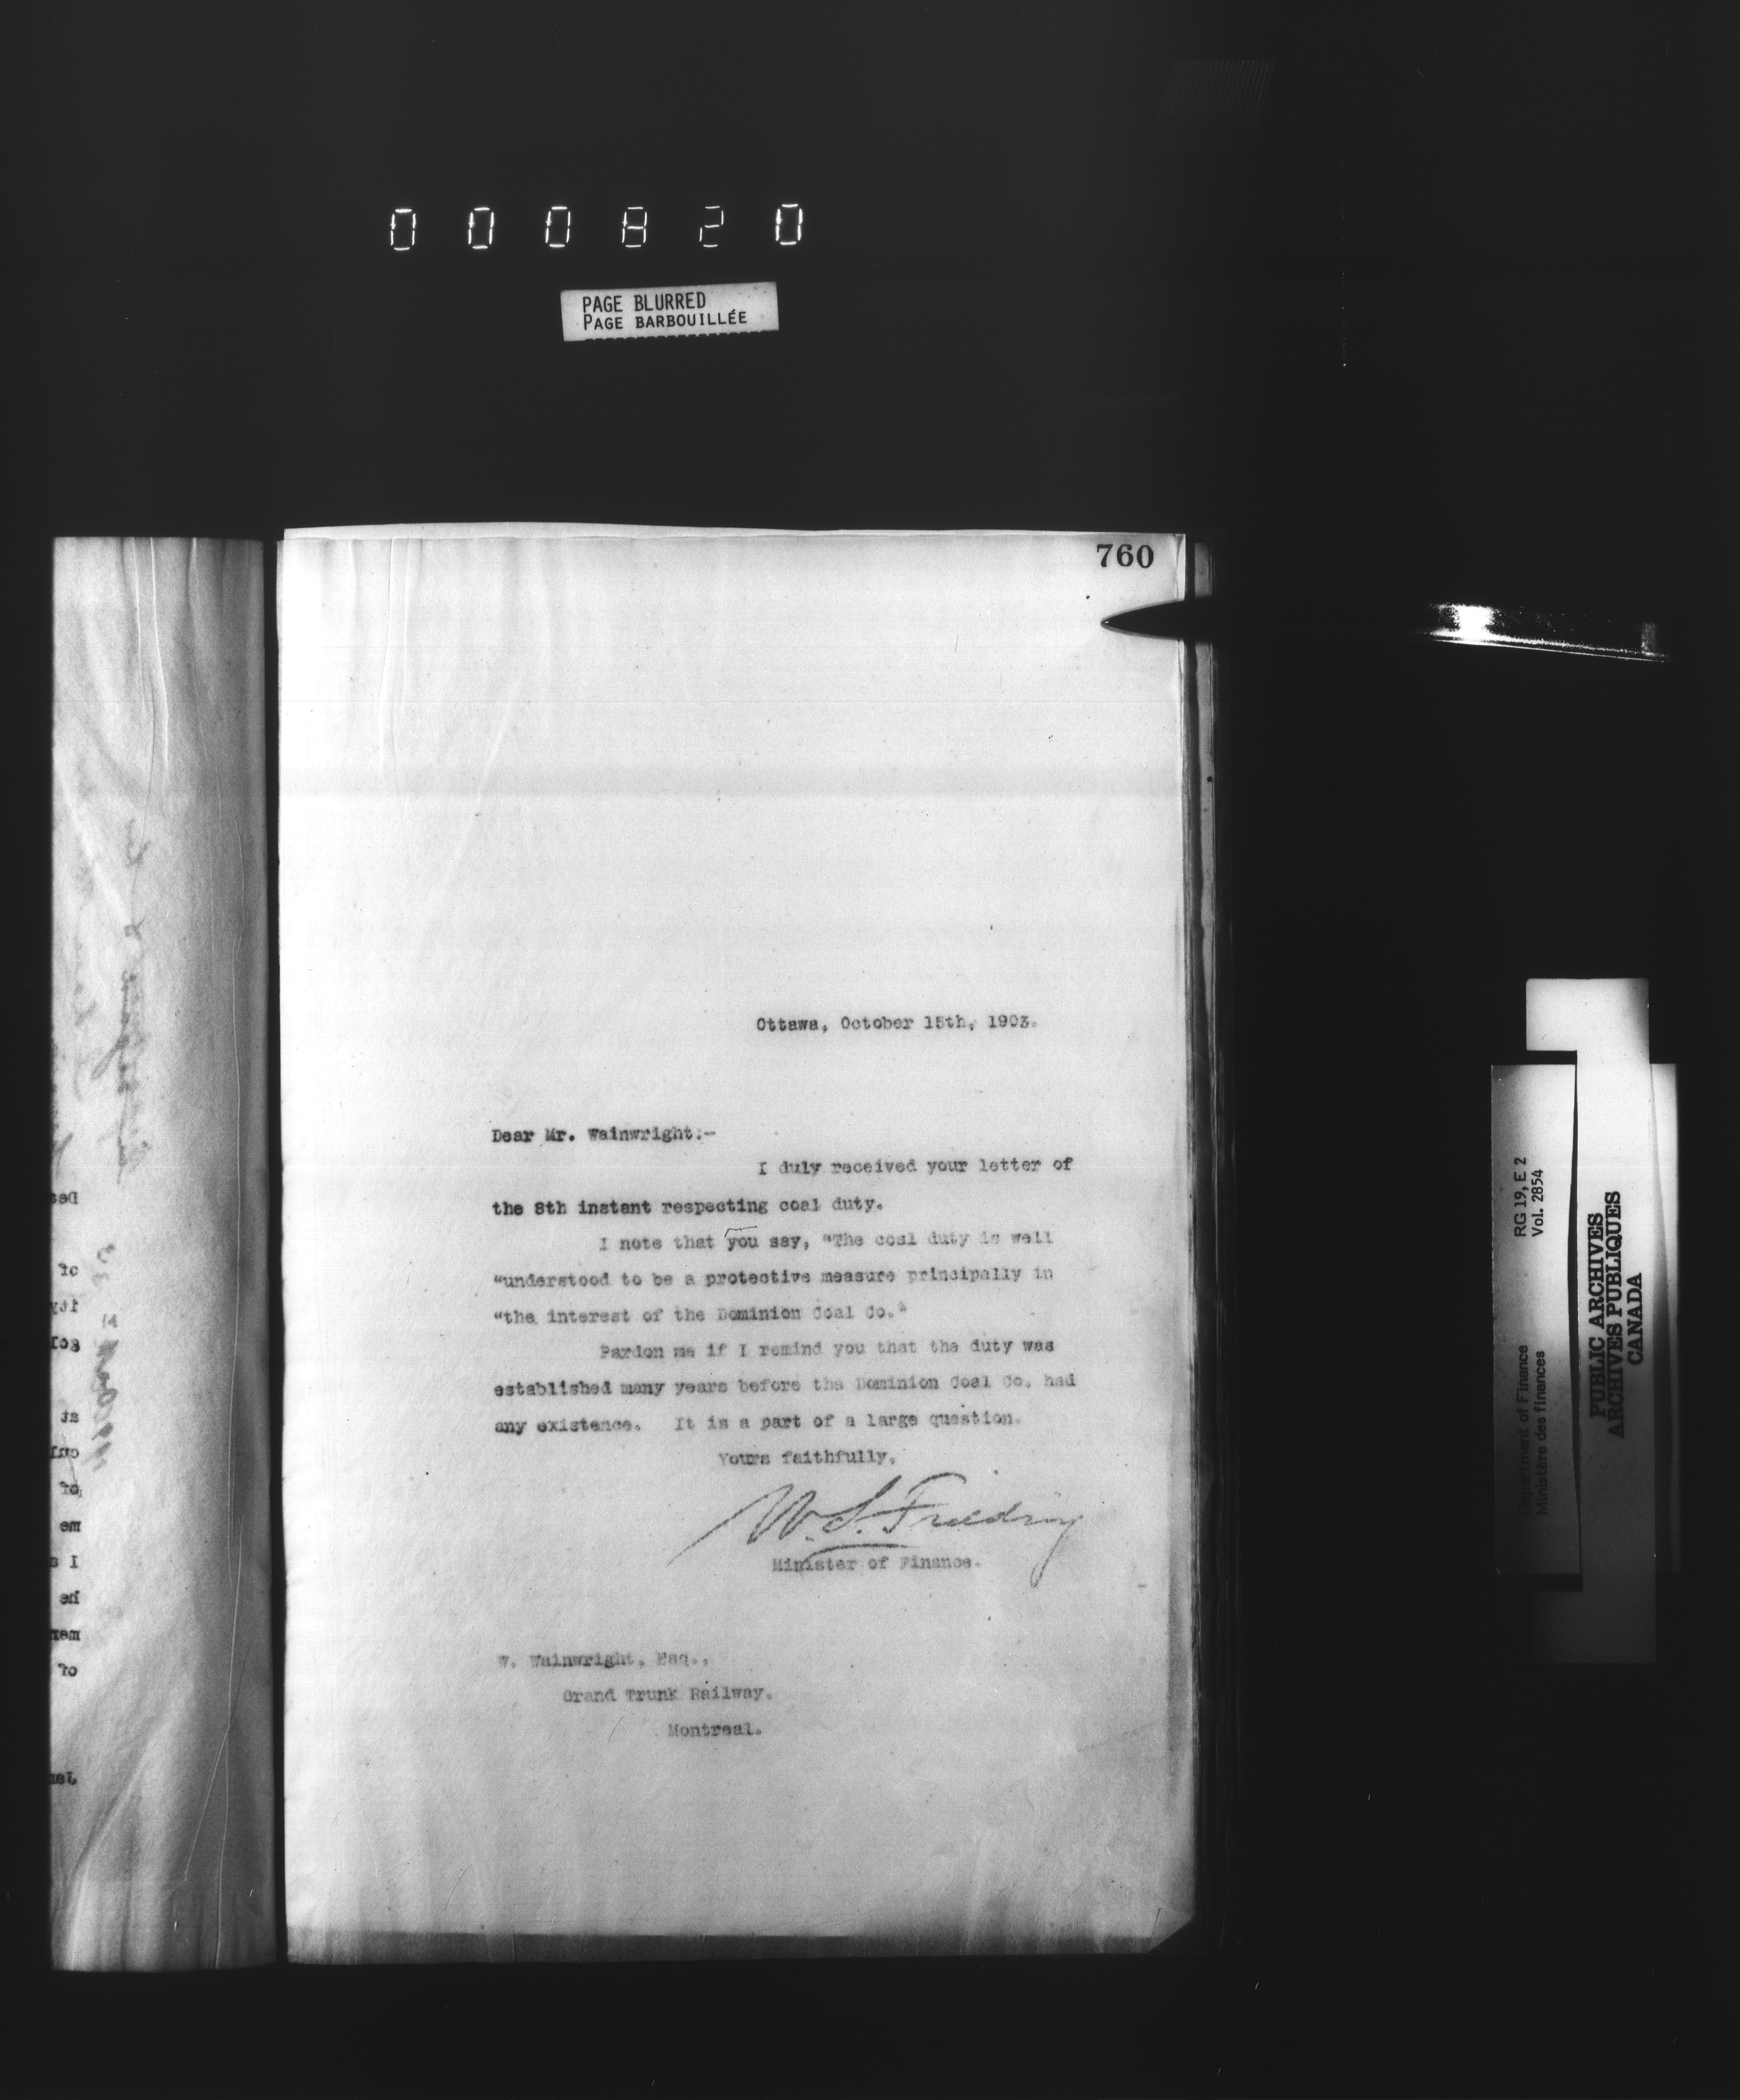 000820
PAGE BLURRED
PAGE BARBOUILLÉE
760
Ottawa, October 15th, 1903.
Dear Mr. Wainwright:-
I duly received your letter of
the 8th instant respecting coal duty.
I note that you say, "The coal duty is well
"understood to be a protective measure principally in
"the interest of the Dominion Coal Co."
Pardon me if I remind you that the duty was
established many years before the Dominion Coal Co. had
any existence. It is a part of a large question.
Yours faithfully,
W. S. Fielding
Minister of Finance.
W. Wainwright, Esq.,
Grand Trunk Railway,
Montreal.
RG 19, E 2
Vol. 2854
Department of Finance
Ministère des finances
PUBLIC ARCHIVES
ARCHIVES PUBLIQUES
CANADA